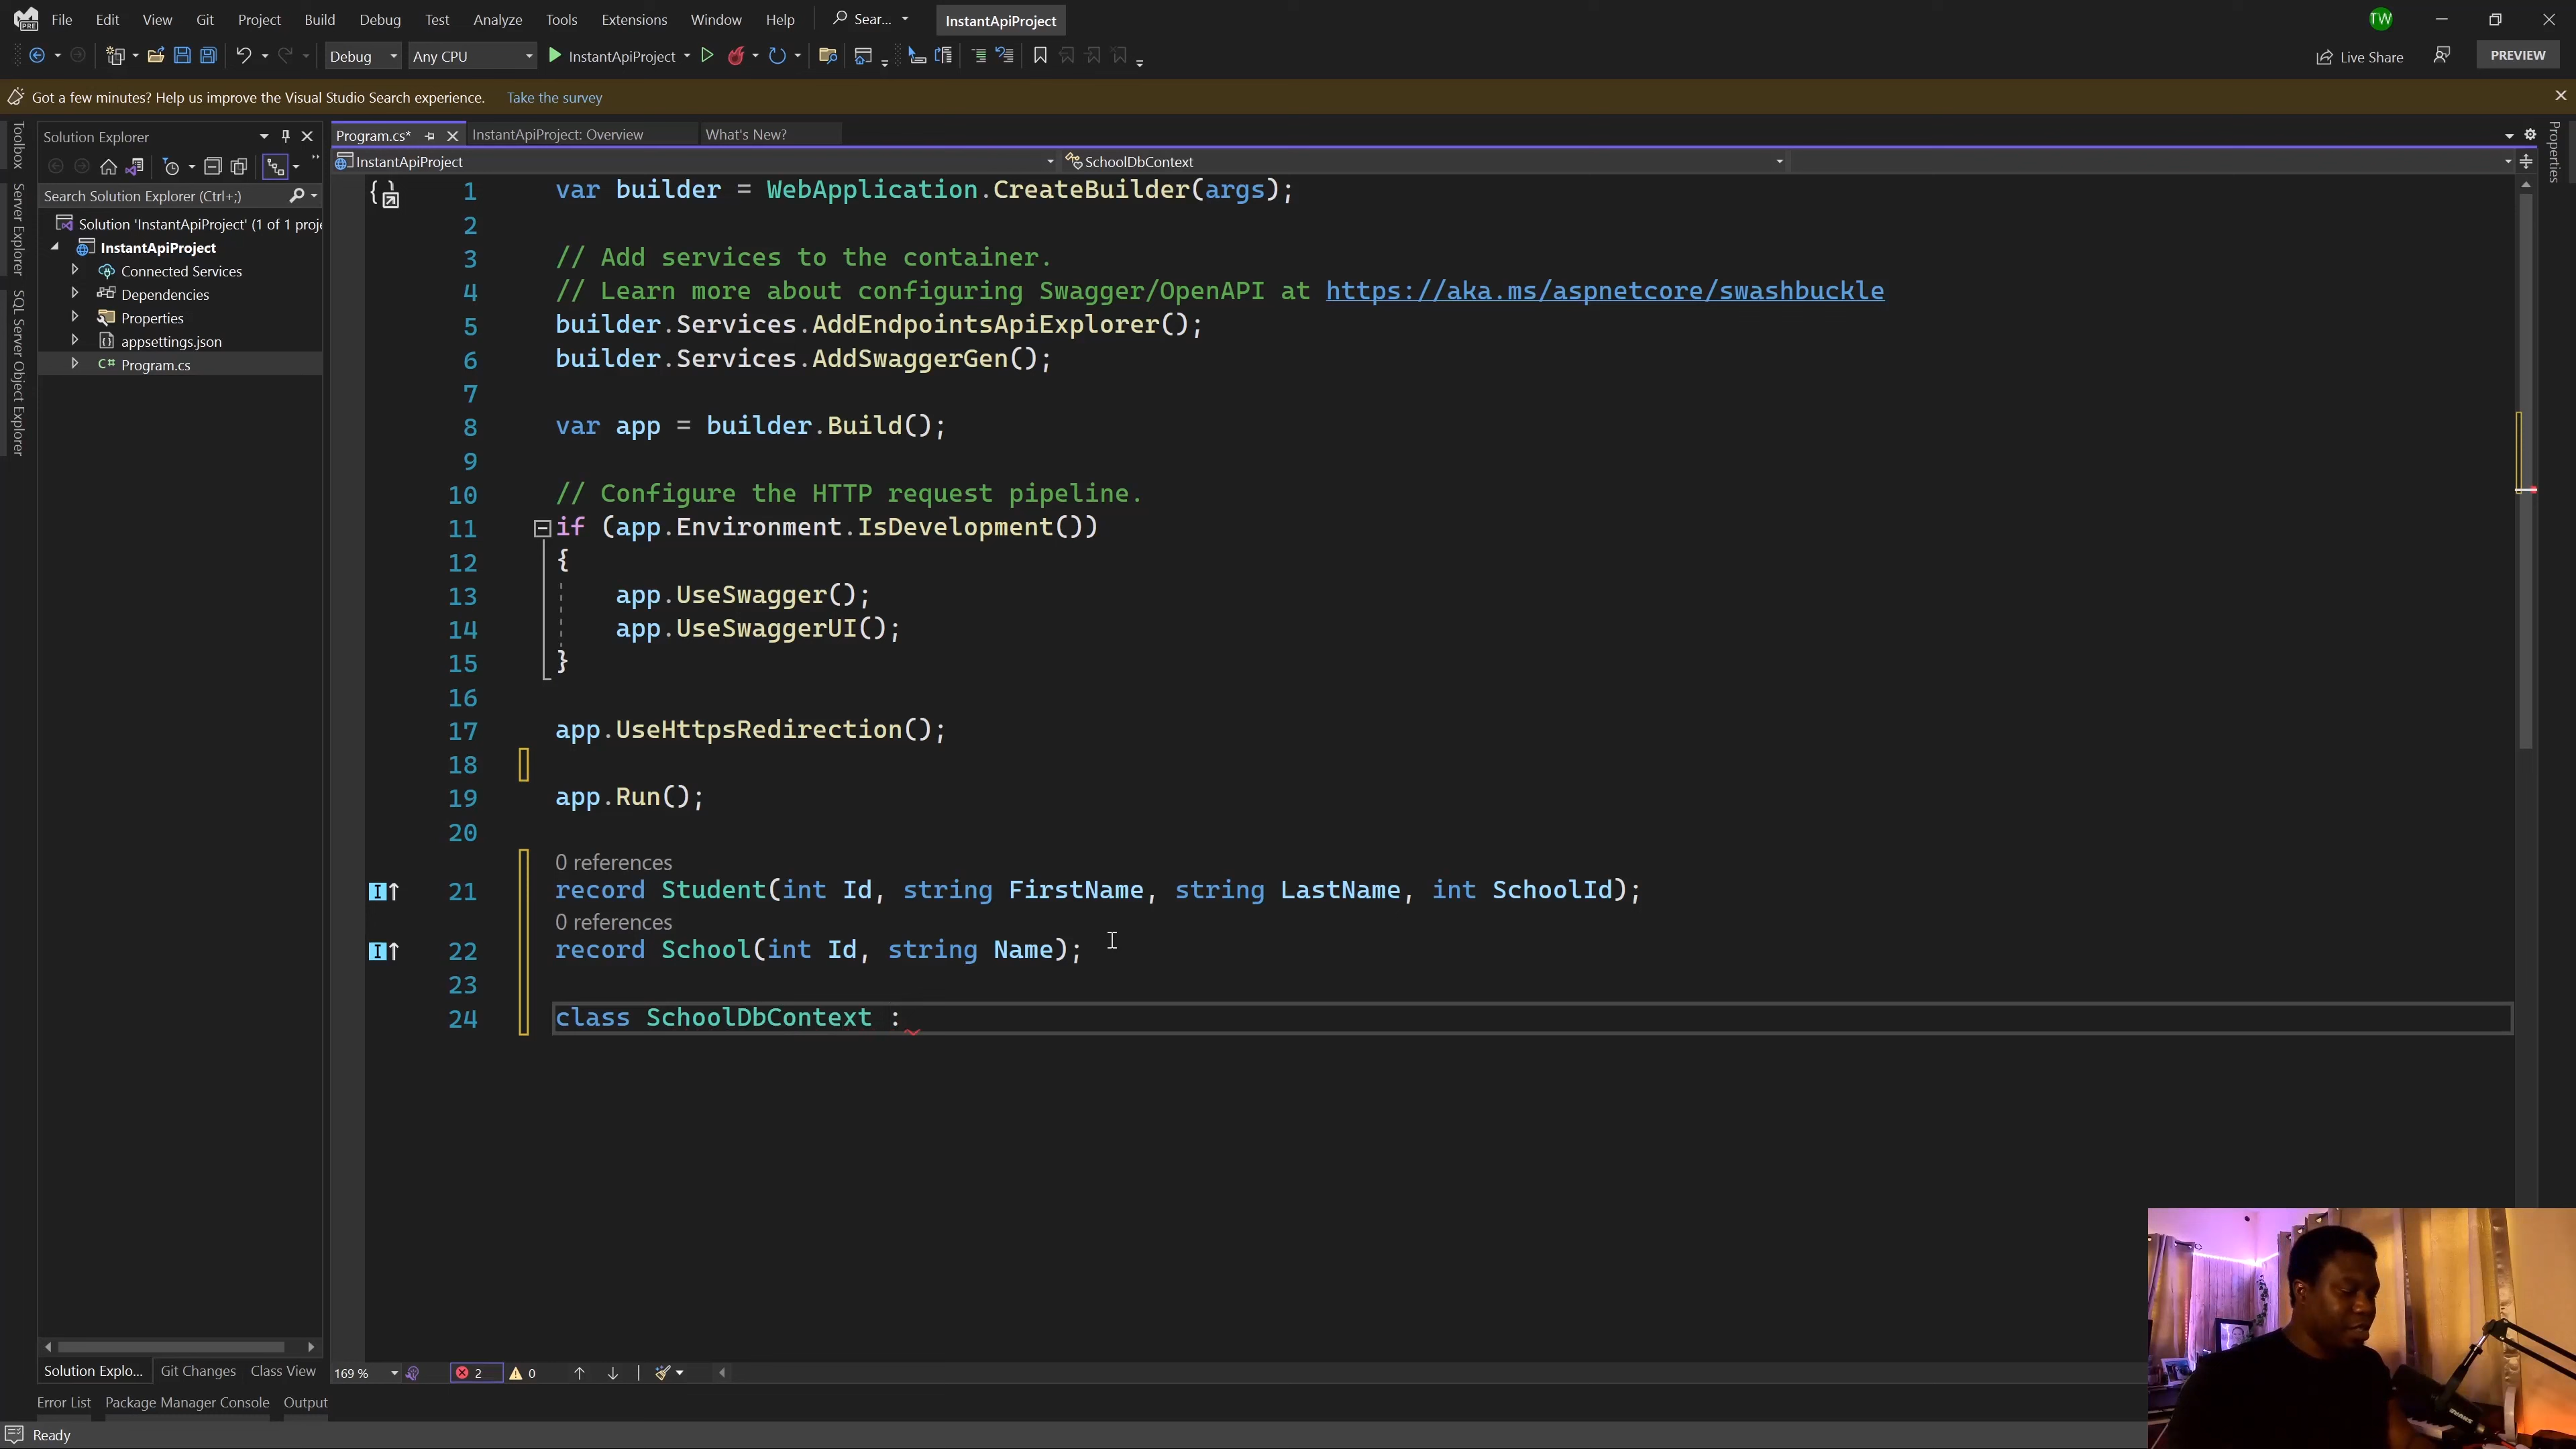 File Edit View Git Project Build Debug Test Analyze Tools Extensions Window Help Sear... InstantApiProject TW
Debug Any CPU InstantApiProject Live Share PREVIEW
Got a few minutes? Help us improve the Visual Studio Search experience. Take the survey
Toolbox
Server Explorer
SQL Server Object Explorer
Solution Explorer
Search Solution Explorer (Ctrl+;)
Solution 'InstantApiProject' (1 of 1 proje
InstantApiProject
Connected Services
Dependencies
Properties
appsettings.json
C# Program.cs
Solution Explo... Git Changes Class View
Program.cs* InstantApiProject: Overview What's New?
InstantApiProject SchoolDbContext
Properties
1 var builder = WebApplication.CreateBuilder(args);
2
3 // Add services to the container.
4 // Learn more about configuring Swagger/OpenAPI at https://aka.ms/aspnetcore/swashbuckle
5 builder.Services.AddEndpointsApiExplorer();
6 builder.Services.AddSwaggerGen();
7
8 var app = builder.Build();
9
10 // Configure the HTTP request pipeline.
11 if (app.Environment.IsDevelopment())
12 {
13 app.UseSwagger();
14 app.UseSwaggerUI();
15 }
16
17 app.UseHttpsRedirection();
18
19 app.Run();
20
0 references
21 record Student(int Id, string FirstName, string LastName, int SchoolId);
0 references
22 record School(int Id, string Name);
23
24 class SchoolDbContext :
169 % 2 0
Error List Package Manager Console Output
Ready